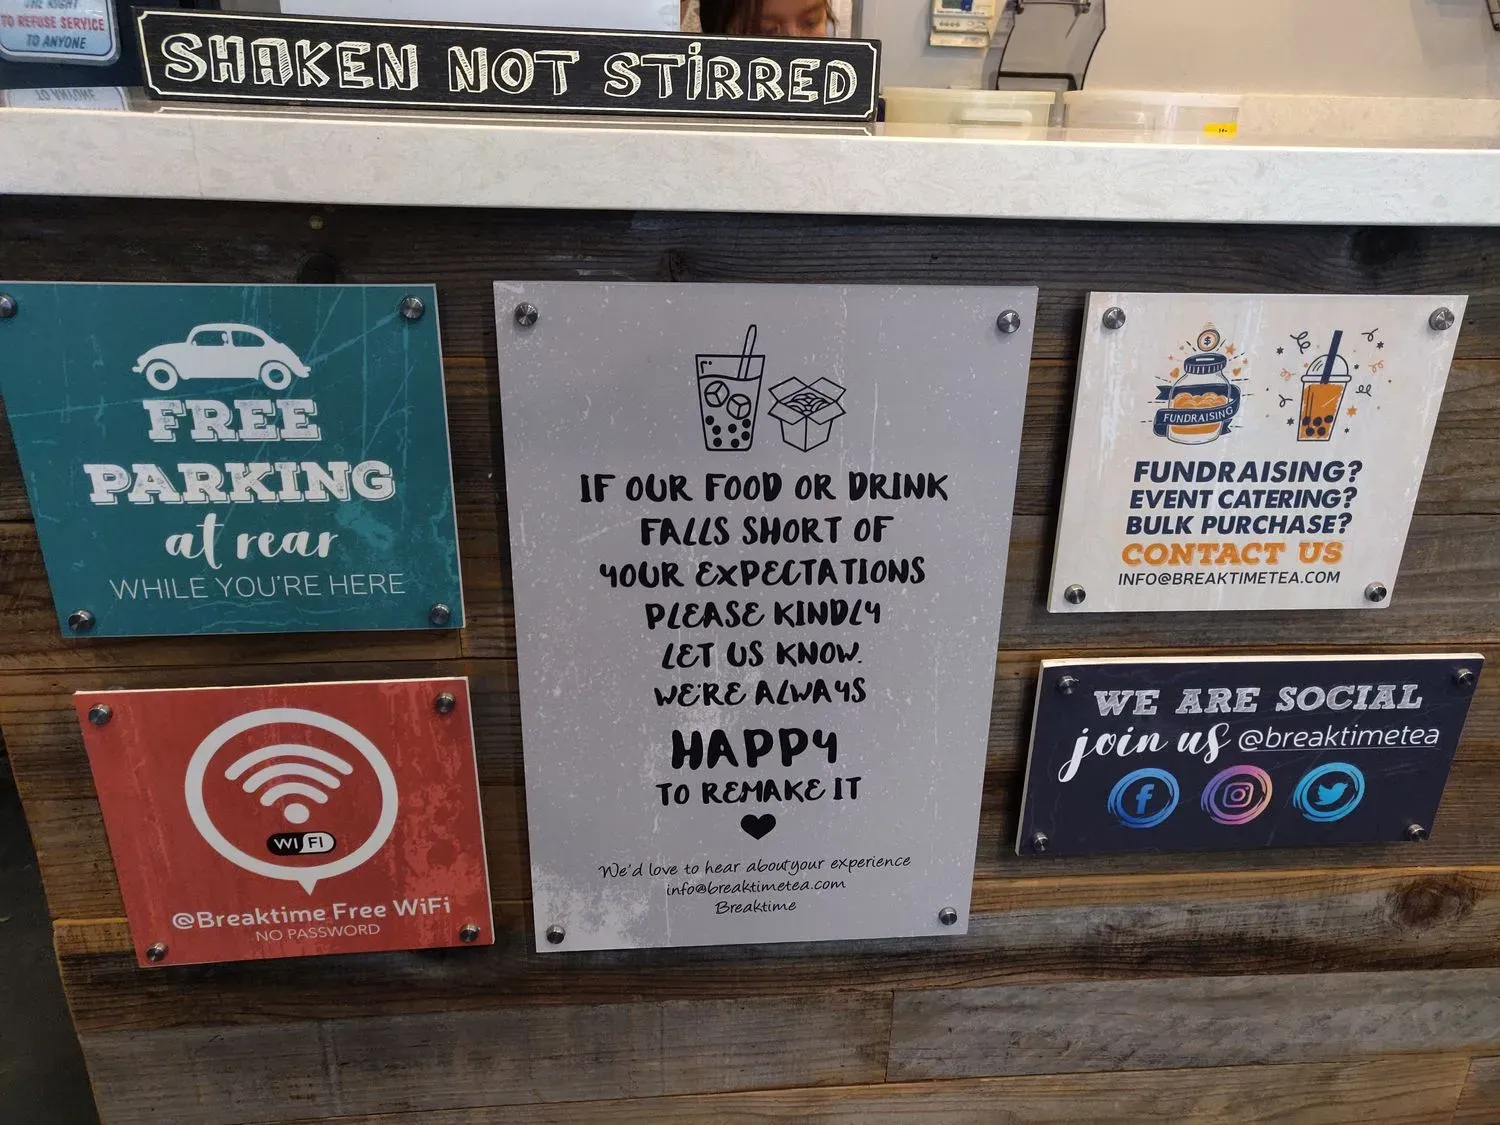 THE RIGHT
TO REFUSE SERVICE
TO ANYONE
SHAKEN NOT STIRRED
FREE
PARKING
at rear
WHILE YOU'RE HERE
WI FI
@Breaktime Free WiFi
NO PASSWORD
IF OUR FOOD OR DRINK
FALLS SHORT OF
YOUR EXPECTATIONS
PLEASE KINDLY
LET US KNOW.
WE'RE ALWAYS
HAPPY
TO REMAKE IT
We'd love to hear about your experience
info@breaktimetea.com
Breaktime
$
FUNDRAISING
FUNDRAISING?
EVENT CATERING?
BULK PURCHASE?
CONTACT US
INFO@BREAKTIMETEA.COM
WE ARE SOCIAL
join us @breaktimetea